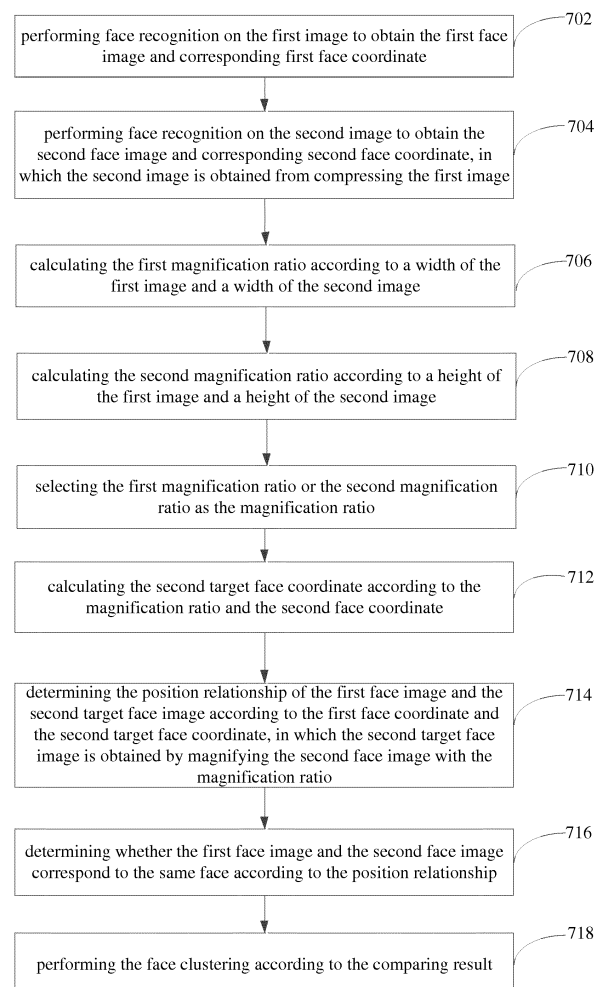 702
performing face recognition on the first image to obtain the first face
image and corresponding first face coordinate
704
performing face recognition on the second image to obtain the
second face image and corresponding second face coordinate, in
which the second image is obtained from compressing the first image
706
calculating the first magnification ratio according to a width of the
first image and a width of the second image
708
calculating the second magnification ratio according to a height of
the first image and a height of the second image
710
selecting the first magnification ratio or the second magnification
ratio as the magnification ratio
712
calculating the second target face coordinate according to the
magnification ratio and the second face coordinate
714
determining the position relationship of the first face image and the
second target face image according to the first face coordinate and
the second target face coordinate, in which the second target face
image is obtained by magnifying the second face image with the
magnification ratio
716
determining whether the first face image and the second face image
correspond to the same face according to the position relationship
718
performing the face clustering according to the comparing result